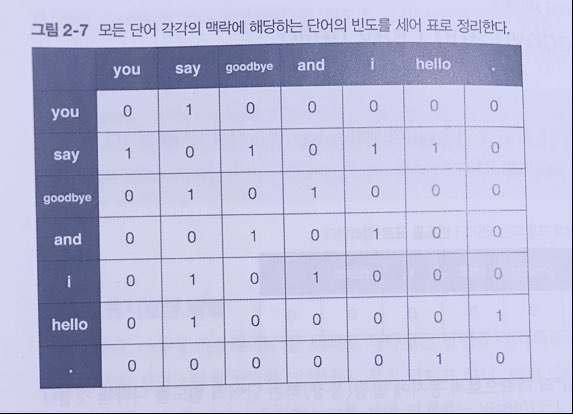 그림 2-7 모든 단어 각각의 맥락에 해당하는 단어의 빈도를 세어 표로 정리한다.
you say goodbye and i hello .
you 0 1 0 0 0 0 0
say 1 0 1 0 1 1 0
goodbye 0 1 0 1 0 0 0
and 0 0 1 0 1 0 0
i 0 1 0 1 0 0 0
hello 0 1 0 0 0 0 1
. 0 0 0 0 0 1 0